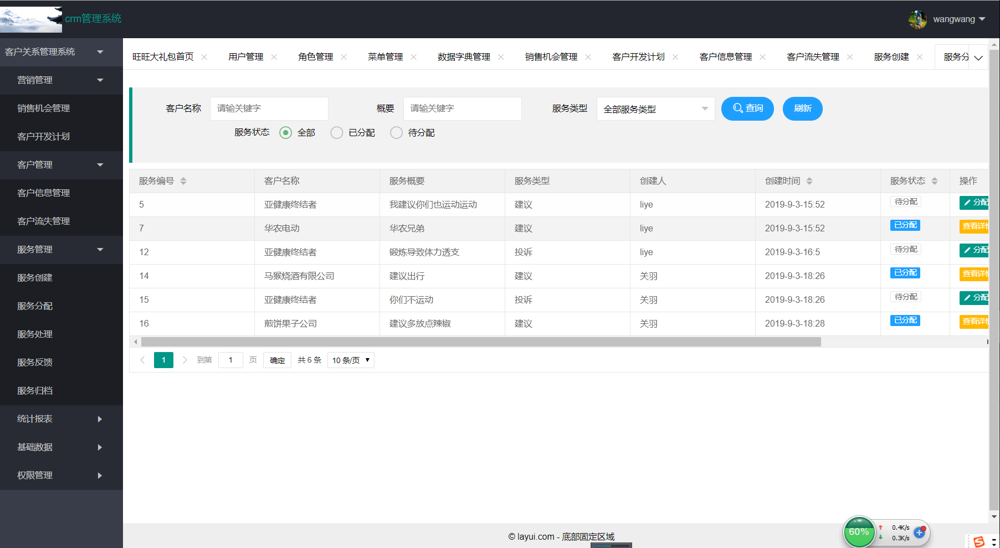 crm管理系统
wangwang
客户关系管理系统
营销管理
销售机会管理
客户开发计划
客户管理
客户信息管理
客户流失管理
服务管理
服务创建
服务分配
服务处理
服务反馈
服务归档
统计报表
基础数据
权限管理
旺旺大礼包首页 用户管理 角色管理 菜单管理 数据字典管理 销售机会管理 客户开发计划 客户信息管理 客户流失管理 服务创建 服务分
客户名称 请输关键字 概要 请输关键字 服务类型 全部服务类型 查询 刷新
服务状态 全部 已分配 待分配
服务编号 客户名称 服务概要 服务类型 创建人 创建时间 服务状态 操作
5 亚健康终结者 我建议你们也运动运动 建议 liye 2019-9-3-15:52 待分配 分配
7 华农电动 华农兄弟 建议 liye 2019-9-3-15:52 已分配 查看详情
12 亚健康终结者 锻炼导致体力透支 投诉 liye 2019-9-3-16:5 待分配 分配
14 马猴烧酒有限公司 建议出行 建议 关羽 2019-9-3-18:26 已分配 查看详情
15 亚健康终结者 你们不运动 投诉 关羽 2019-9-3-18:26 待分配 分配
16 煎饼果子公司 建议多放点辣椒 建议 关羽 2019-9-3-18:28 已分配 查看详情
1 到第 1 页 确定 共 6 条 10 条/页
© layui.com - 底部固定区域
60% 0.4K/s
0.3K/s